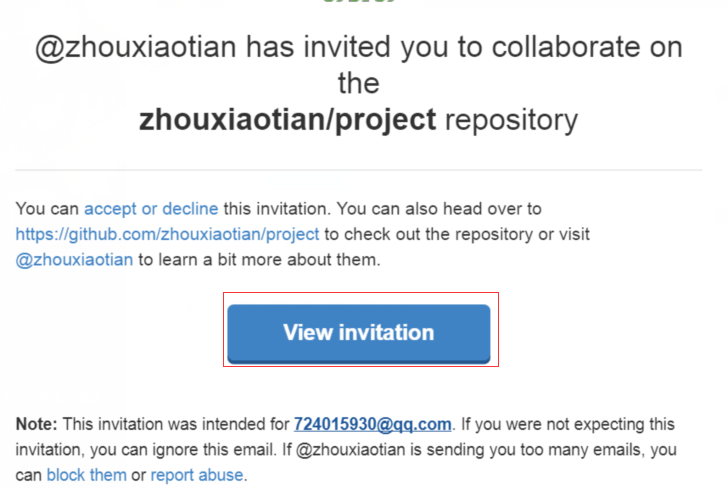 @zhouxiaotian has invited you to collaborate on
the
zhouxiaotian/project repository
You can accept or decline this invitation. You can also head over to
https://github.com/zhouxiaotian/project to check out the repository or visit
@zhouxiaotian to learn a bit more about them.
View invitation
Note: This invitation was intended for 724015930@qq.com. If you were not expecting this
invitation, you can ignore this email. If @zhouxiaotian is sending you too many emails, you
can block them or report abuse.